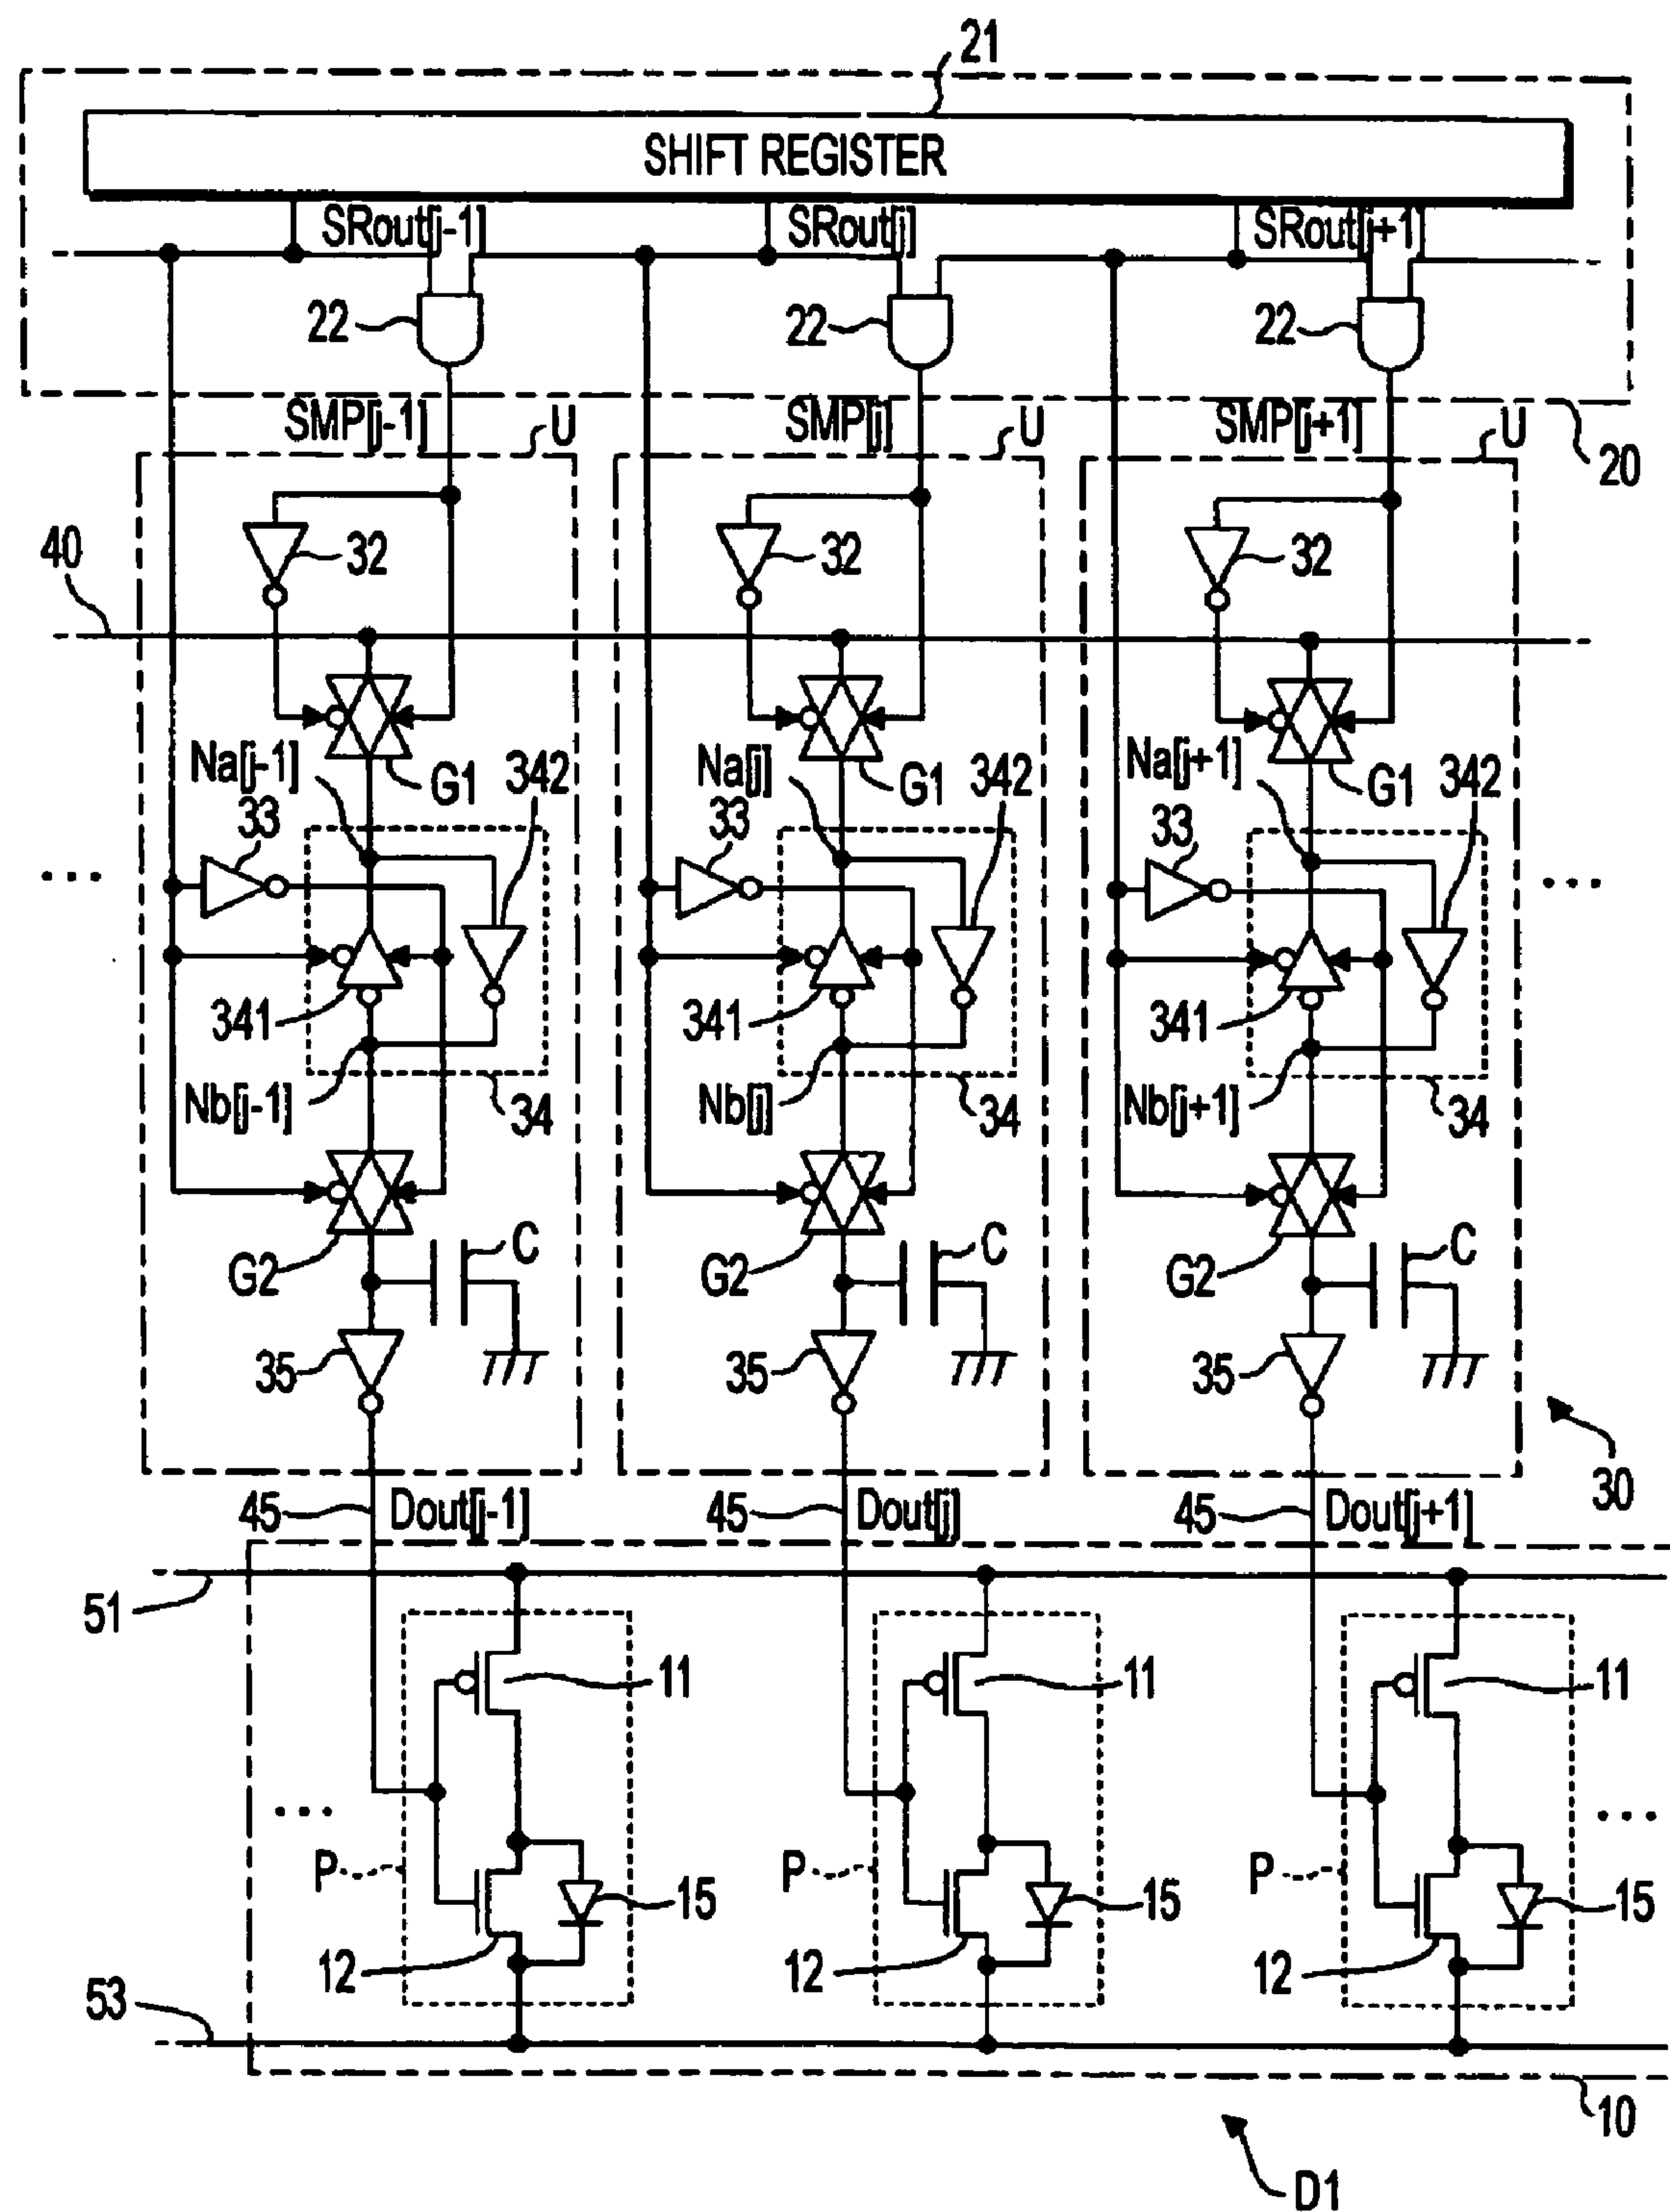 21
SHIFT REGISTER
SRout[j-1] SRout[j] SRout[j+1]
22 22 22
SMP[j-1] U SMP[j] U SMP[j+1] U
20
40 32 32 32
Na[j-1] G1 342 Na[j] G1 342 Na[j+1] G1 342
33 33 33
... ...
341 341 341
Nb[j-1] 34 Nb[j] 34 Nb[j+1] 34
G2 C G2 C G2 C
35 35 35
30
45 Dout[j-1] 45 Dout[j] 45 Dout[j+1]
51
11 11 11
... ...
P 15 P 15 P 15
12 12 12
53
10
D1